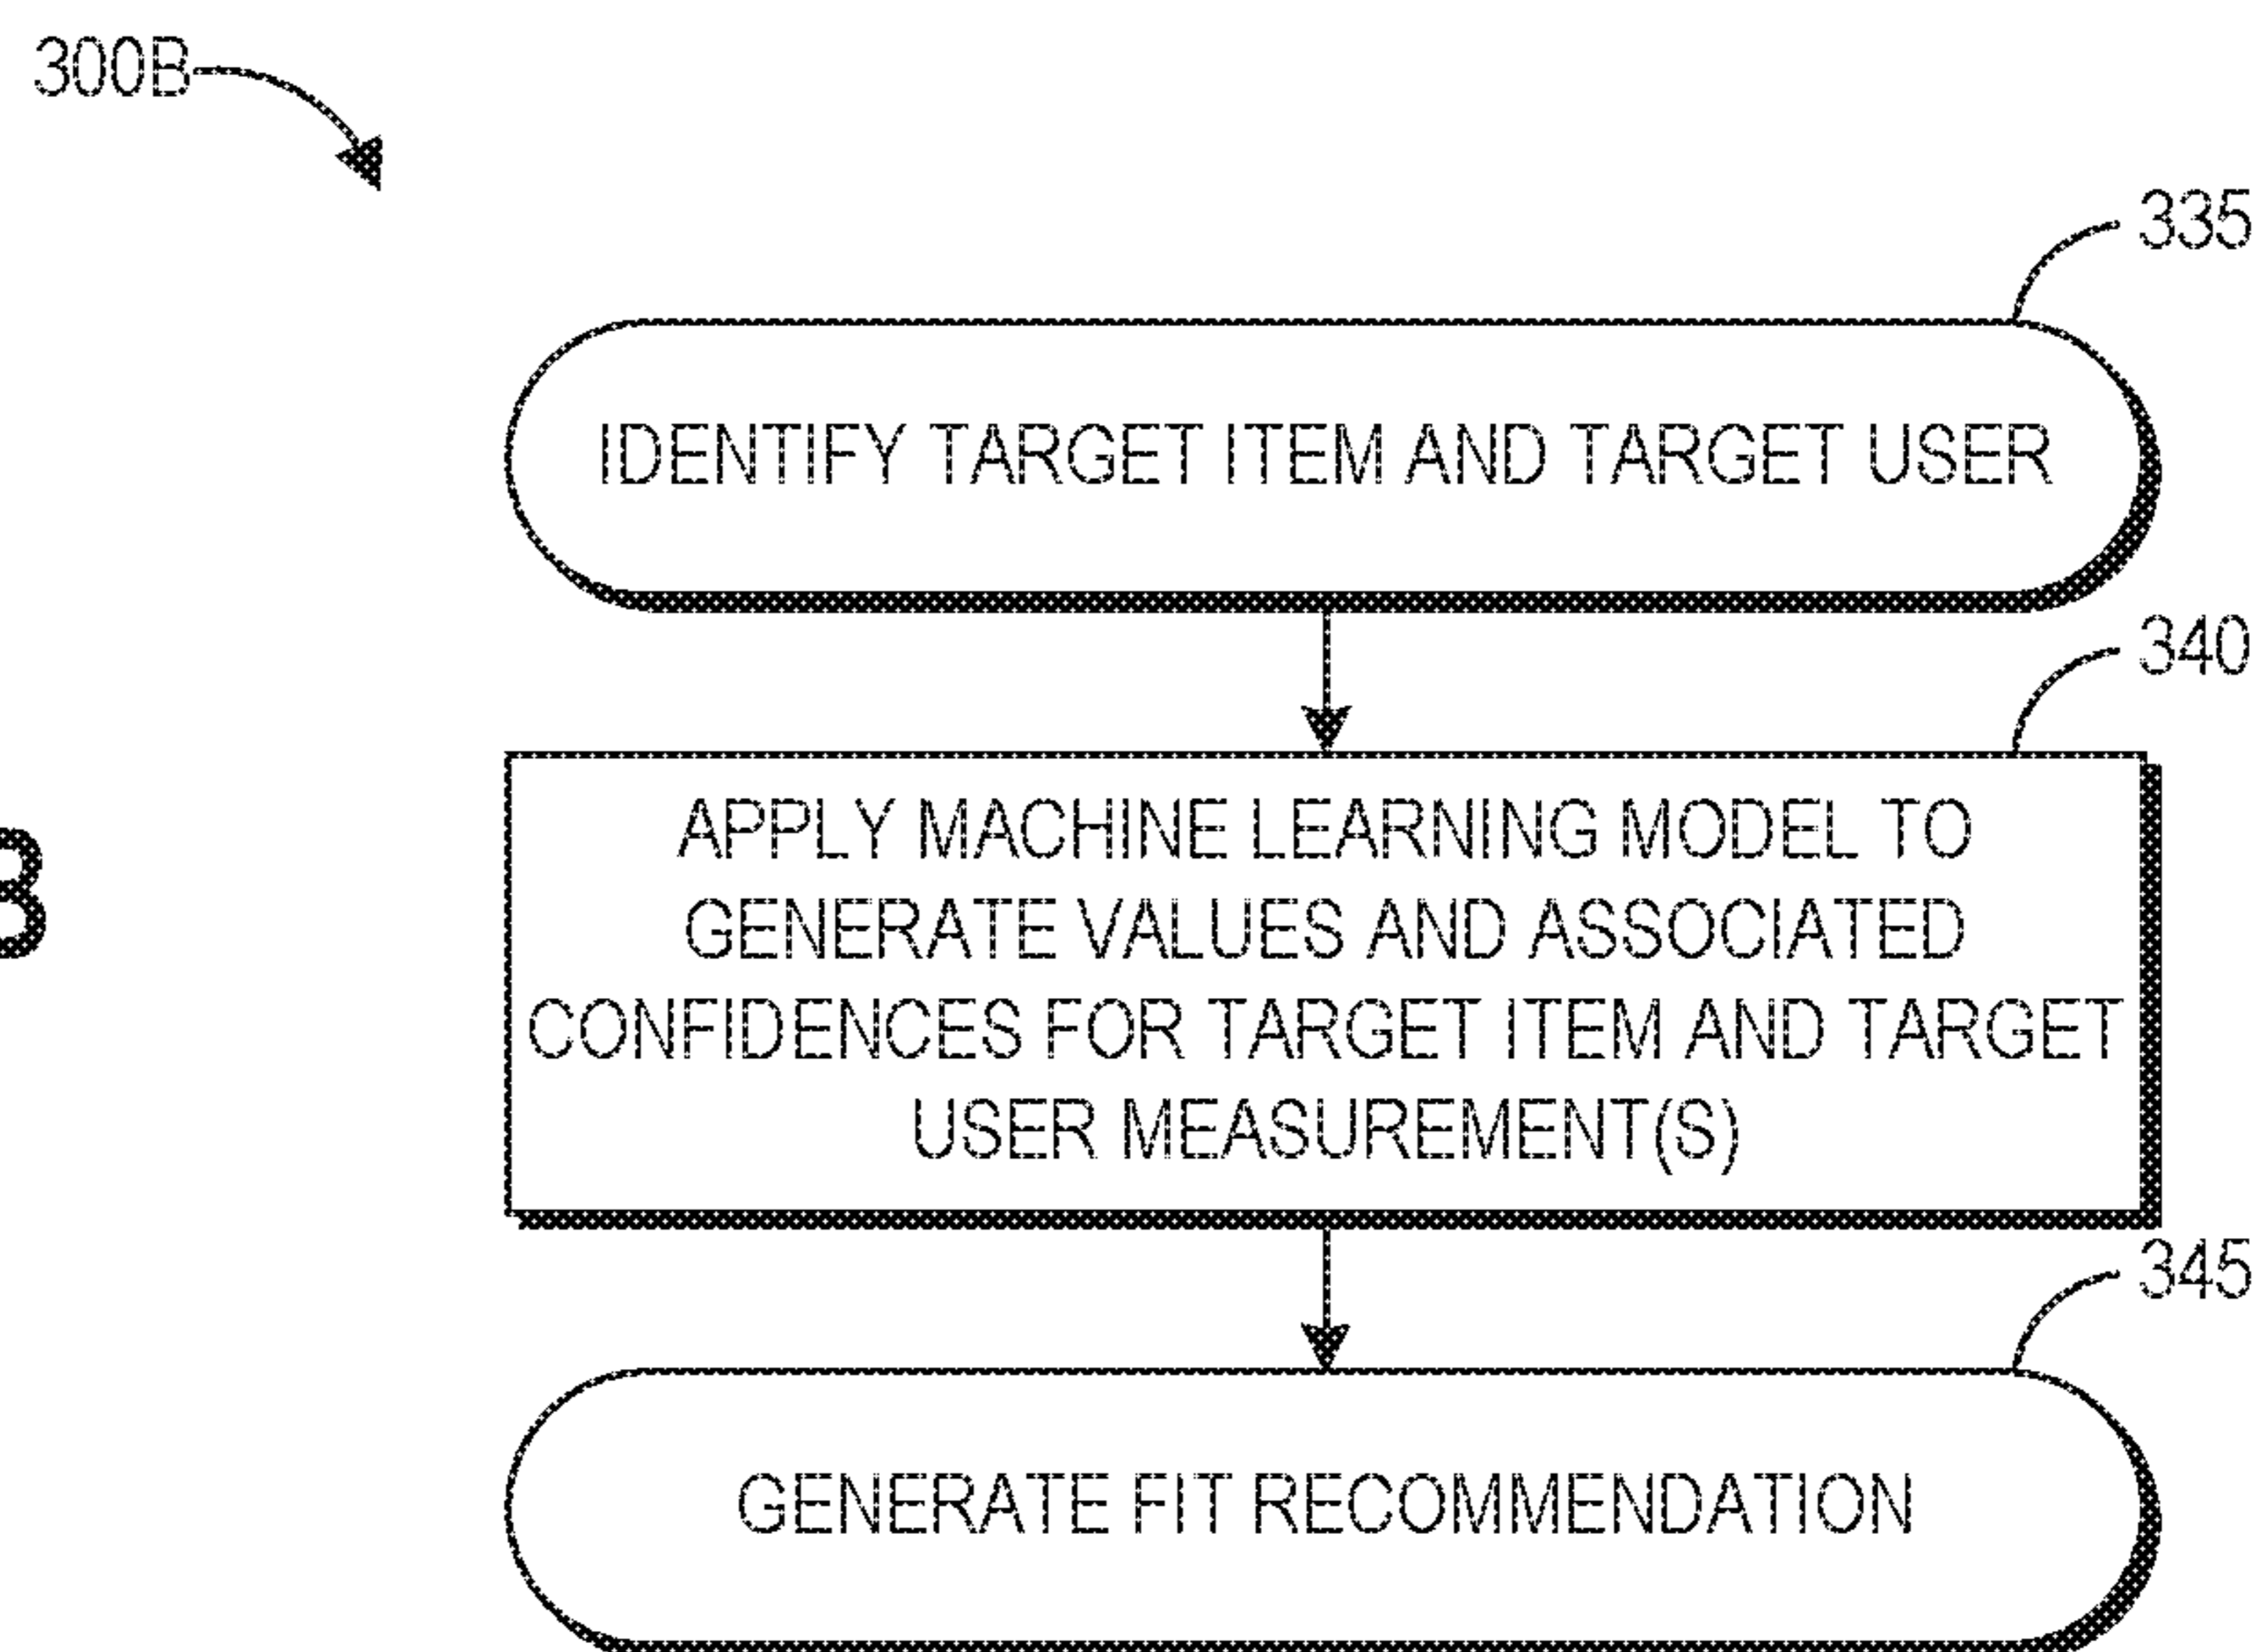 300B
335
IDENTIFY TARGET ITEM AND TARGET USER
340
APPLY MACHINE LEARNING MODEL TO
GENERATE VALUES AND ASSOCIATED
CONFIDENCES FOR TARGET ITEM AND TARGET
USER MEASUREMENT(S)
345
GENERATE FIT RECOMMENDATION